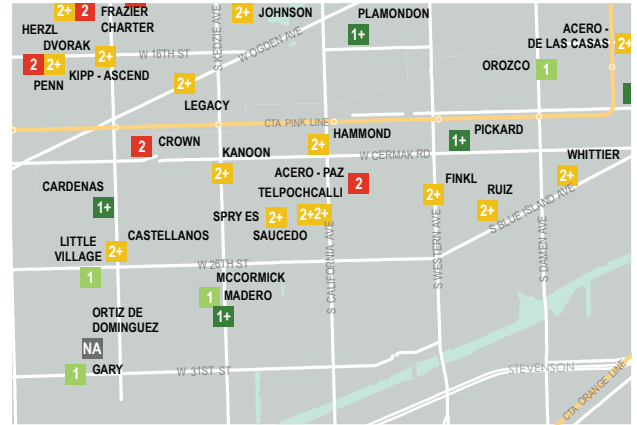 2+
2
FRAZIER
CHARTER
2+
JOHNSON
PLAMONDON
1+
ACERO -
DE LAS CASAS
2+
HERZL
DVORAK
2
2+
2+
PENN
KIPP - ASCEND
W 18TH ST
S KEDZIE AVE
W OGDEN AVE
OROZCO
1
2+
LEGACY
CTA PINK LINE
2
CROWN
KANOON
2+
2+
HAMMOND
W CERMAK RD
1+
PICKARD
ACERO - PAZ
2
TELPOCHCALLI
2+
FINKL
RUIZ
2+
WHITTIER
2+
S BLUE ISLAND AVE
CARDENAS
1+
SPRY ES
2+
2+
2+
SAUCEDO
LITTLE
VILLAGE
1
2+
CASTELLANOS
W 26TH ST
S CALIFORNIA AVE
S WESTERN AVE
S DAMEN AVE
MCCORMICK
1
MADERO
1+
ORTIZ DE
DOMINGUEZ
NA
1
GARY
W 31ST ST
STEVENSON
CTA ORANGE LINE